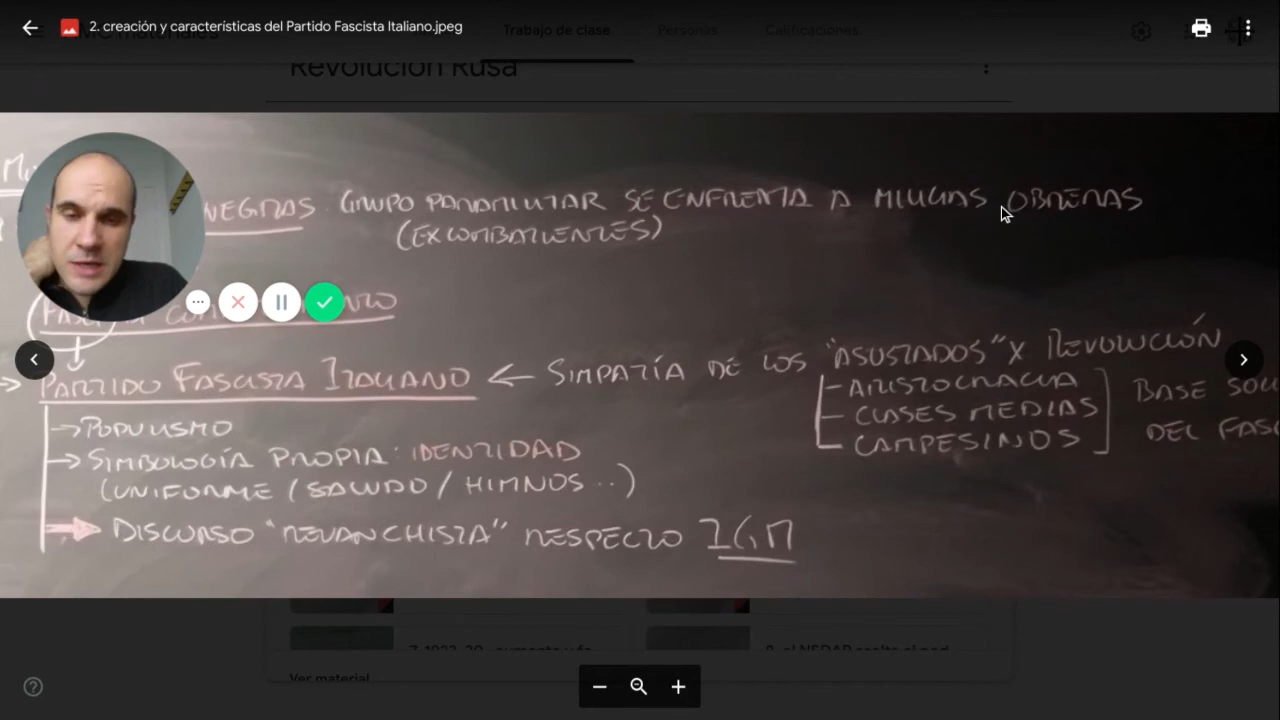 2. creación y características del Partido Fascista Italiano.jpeg
Trabajo de clase
Personas
Calificaciones
Revolución Rusa
NEGRAS GRUPO PARAMILITAR SE ENFRENTA A MILICIAS OBRERAS
(EXCOMBATIENTES)
PARTIDO FASCISTA ITALIANO ← SIMPATÍA DE LOS "ASUSTADOS" X REVOLUCIÓN
- ARISTOCRACIA
- CLASES MEDIAS
- CAMPESINOS
BASE
DEL
→ POPULISMO
→ SIMBOLOGÍA PROPIA: IDENTIDAD
(UNIFORME / SALUDO / HIMNOS...)
→ DISCURSO "REVANCHISTA" RESPECTO IGM
Ver material